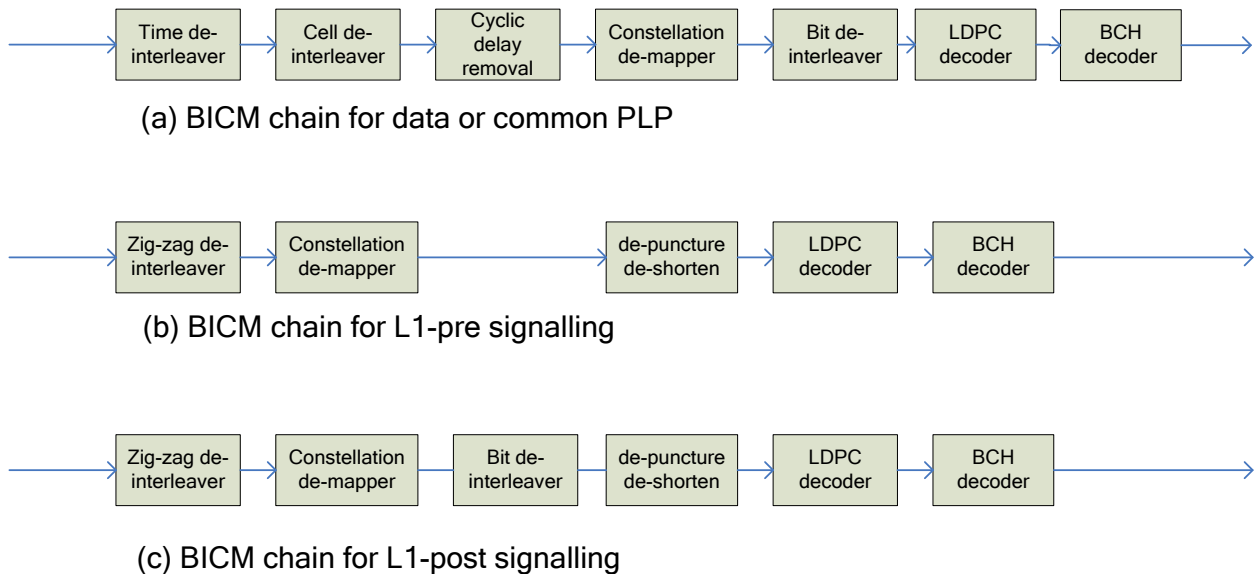 Time de-
interleaver
Cell de-
interleaver
Cyclic
delay
removal
Constellation
de-mapper
Bit de-
interleaver
LDPC
decoder
BCH
decoder
(a) BICM chain for data or common PLP
Zig-zag de-
interleaver
Constellation
de-mapper
de-puncture
de-shorten
LDPC
decoder
BCH
decoder
(b) BICM chain for L1-pre signalling
Zig-zag de-
interleaver
Constellation
de-mapper
Bit de-
interleaver
de-puncture
de-shorten
LDPC
decoder
BCH
decoder
(c) BICM chain for L1-post signalling